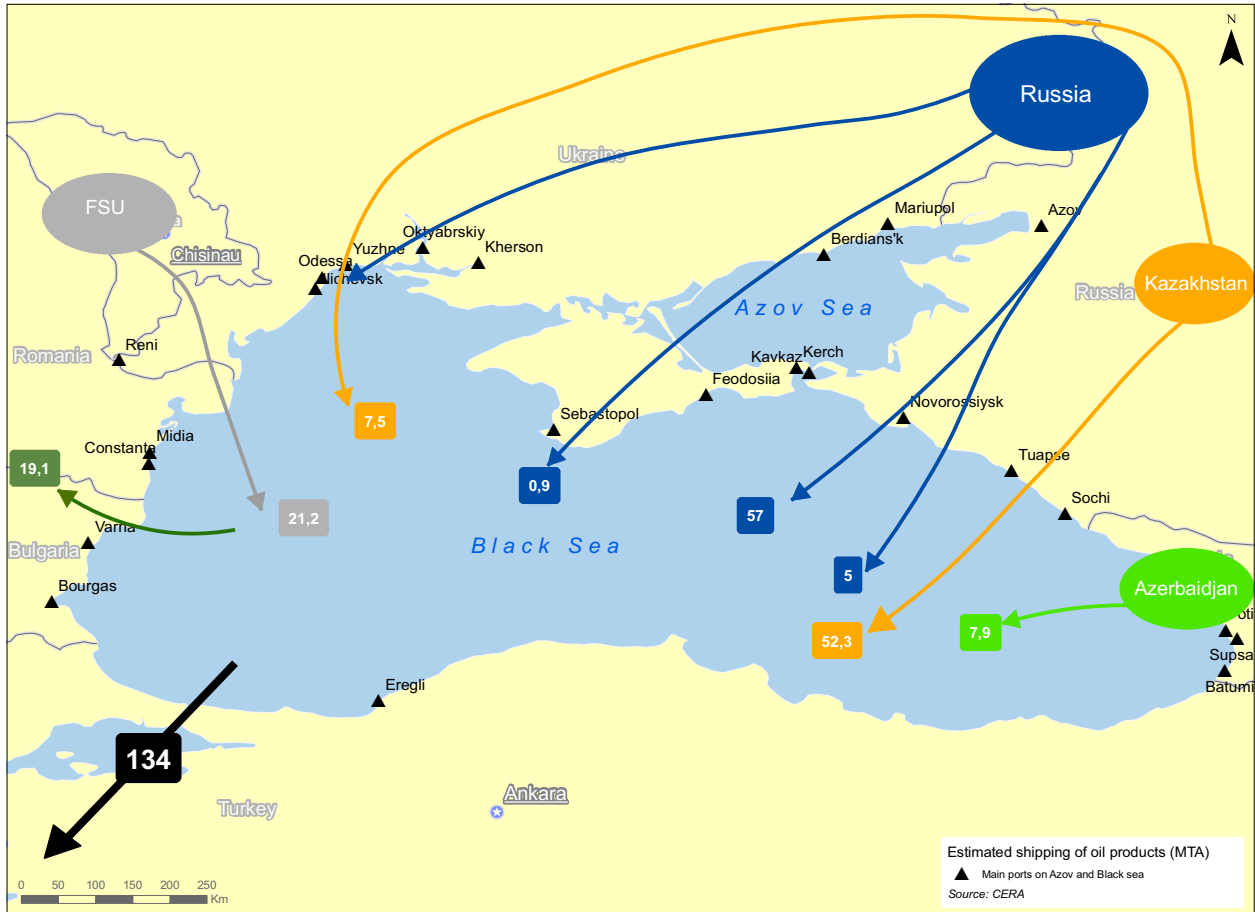 N
Russia
Ukraine
FSU
Chisinau
Mariupol
Azov
Berdians'k
Oktyabrskiy
Kherson
Yuzhne
Odessa
Kazakhstan
Russia
Azov Sea
Romania
Reni
Kavkaz
Kerch
Feodosiia
Novorossiysk
7,5
Sebastopol
Midia
Constanta
19,1
Tuapse
0,9
Sochi
21,2
57
Varna
Bulgaria
Black Sea
5
Bourgas
Azerbaidjan
7,9
52,3
Supsa
Batumi
Eregli
134
Ankara
Turkey
Estimated shipping of oil products (MTA)
Main ports on Azov and Black sea
Source: CERA
0 50 100 150 200 250
Km